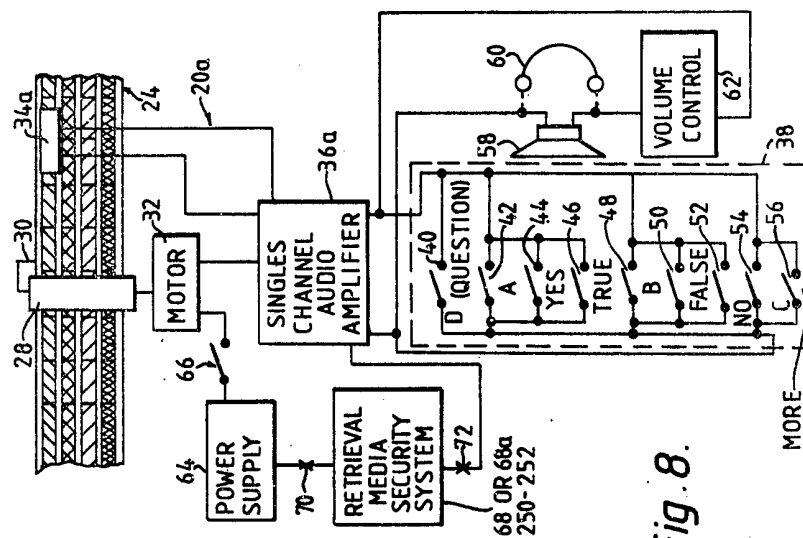 34a
24
30
20a
28
32
MOTOR
36a
SINGLES
CHANNEL
AUDIO
AMPLIFIER
66
64
POWER
SUPPLY
70
RETRIEVAL
MEDIA
SECURITY
SYSTEM
72
68 OR 68a
250-252
60
58
VOLUME
CONTROL
62
38
40
D (QUESTION)
42
A
44
YES
46
TRUE
48
B
50
FALSE
52
NO
54
C
56
MORE
Fig. 8.